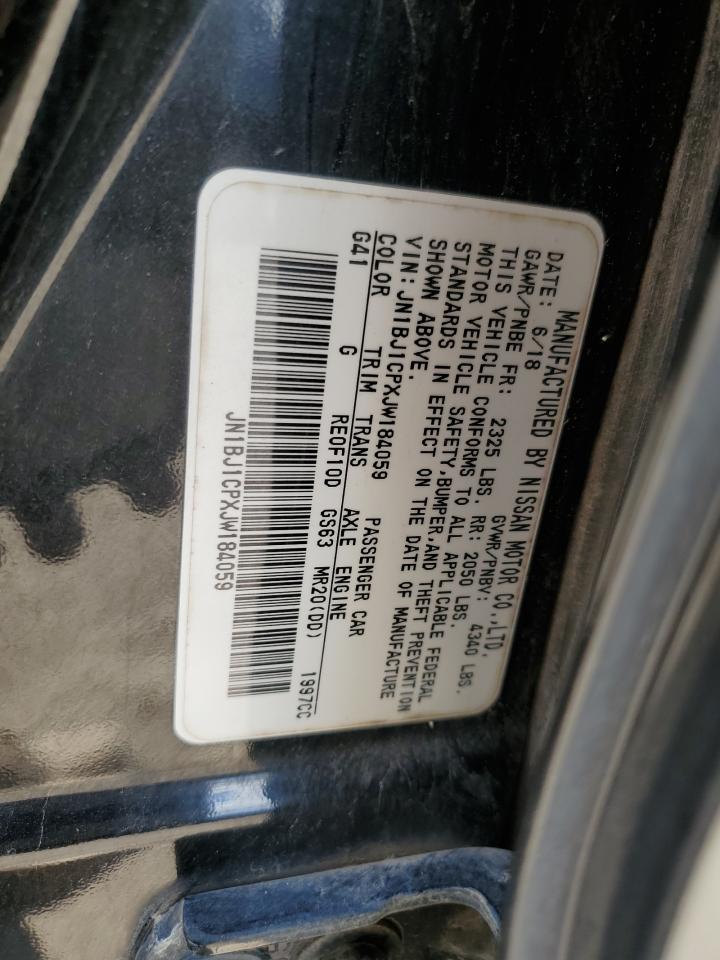 MANUFACTURED BY NISSAN MOTOR CO.,LTD.
DATE: 6/18 GVWR/PNBV: 4340 LBS.
GAWR/PNBE FR: 2325 LBS. RR: 2050 LBS.
THIS VEHICLE CONFORMS TO ALL APPLICABLE FEDERAL
MOTOR VEHICLE SAFETY,BUMPER,AND THEFT PREVENTION
STANDARDS IN EFFECT ON THE DATE OF MANUFACTURE
SHOWN ABOVE.
VIN:JN1BJ1CPXJW184059 PASSENGER CAR
COLOR TRIM TRANS AXLE ENGINE
G41 G RE0F10D GS63 MR20(DD) 1997CC
JN1BJ1CPXJW184059